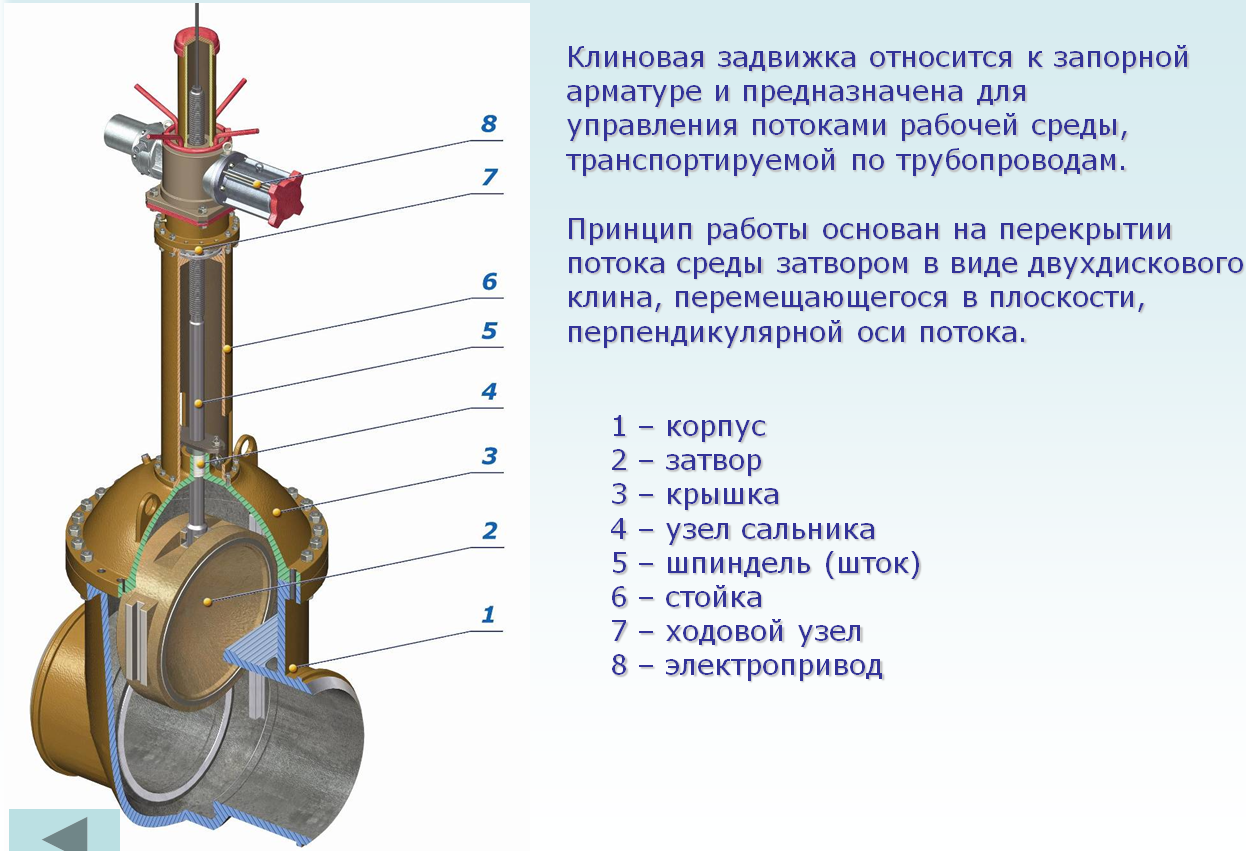 8
7
6
5
4
3
2
1
Клиновая задвижка относится к запорной
арматуре и предназначена для
управления потоками рабочей среды,
транспортируемой по трубопроводам.
Принцип работы основан на перекрытии
потока среды затвором в виде двухдискового
клина, перемещающегося в плоскости,
перпендикулярной оси потока.
1 – корпус
2 – затвор
3 – крышка
4 – узел сальника
5 – шпиндель (шток)
6 – стойка
7 – ходовой узел
8 – электропривод